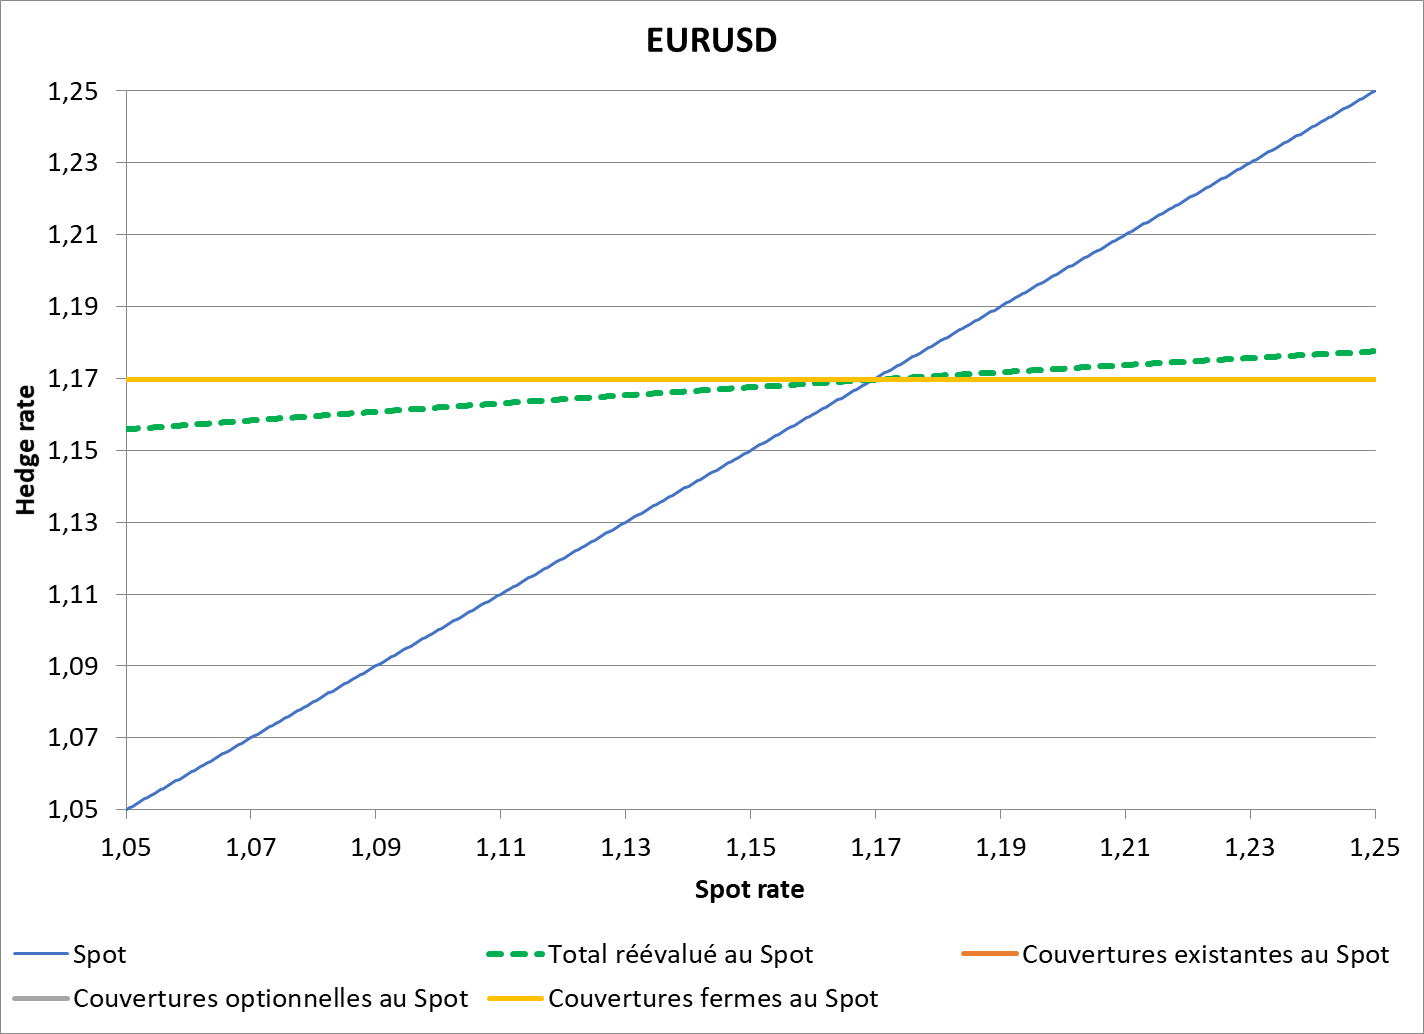 EURUSD
1,25
1,23
1,21
1,19
1,17
1,15
1,13
1,11
1,09
1,07
1,05
Hedge rate
1,05 1,07 1,09 1,11 1,13 1,15 1,17 1,19 1,21 1,23 1,25
Spot rate
Spot Total réévalué au Spot Couvertures existantes au Spot
Couvertures optionnelles au Spot Couvertures fermes au Spot